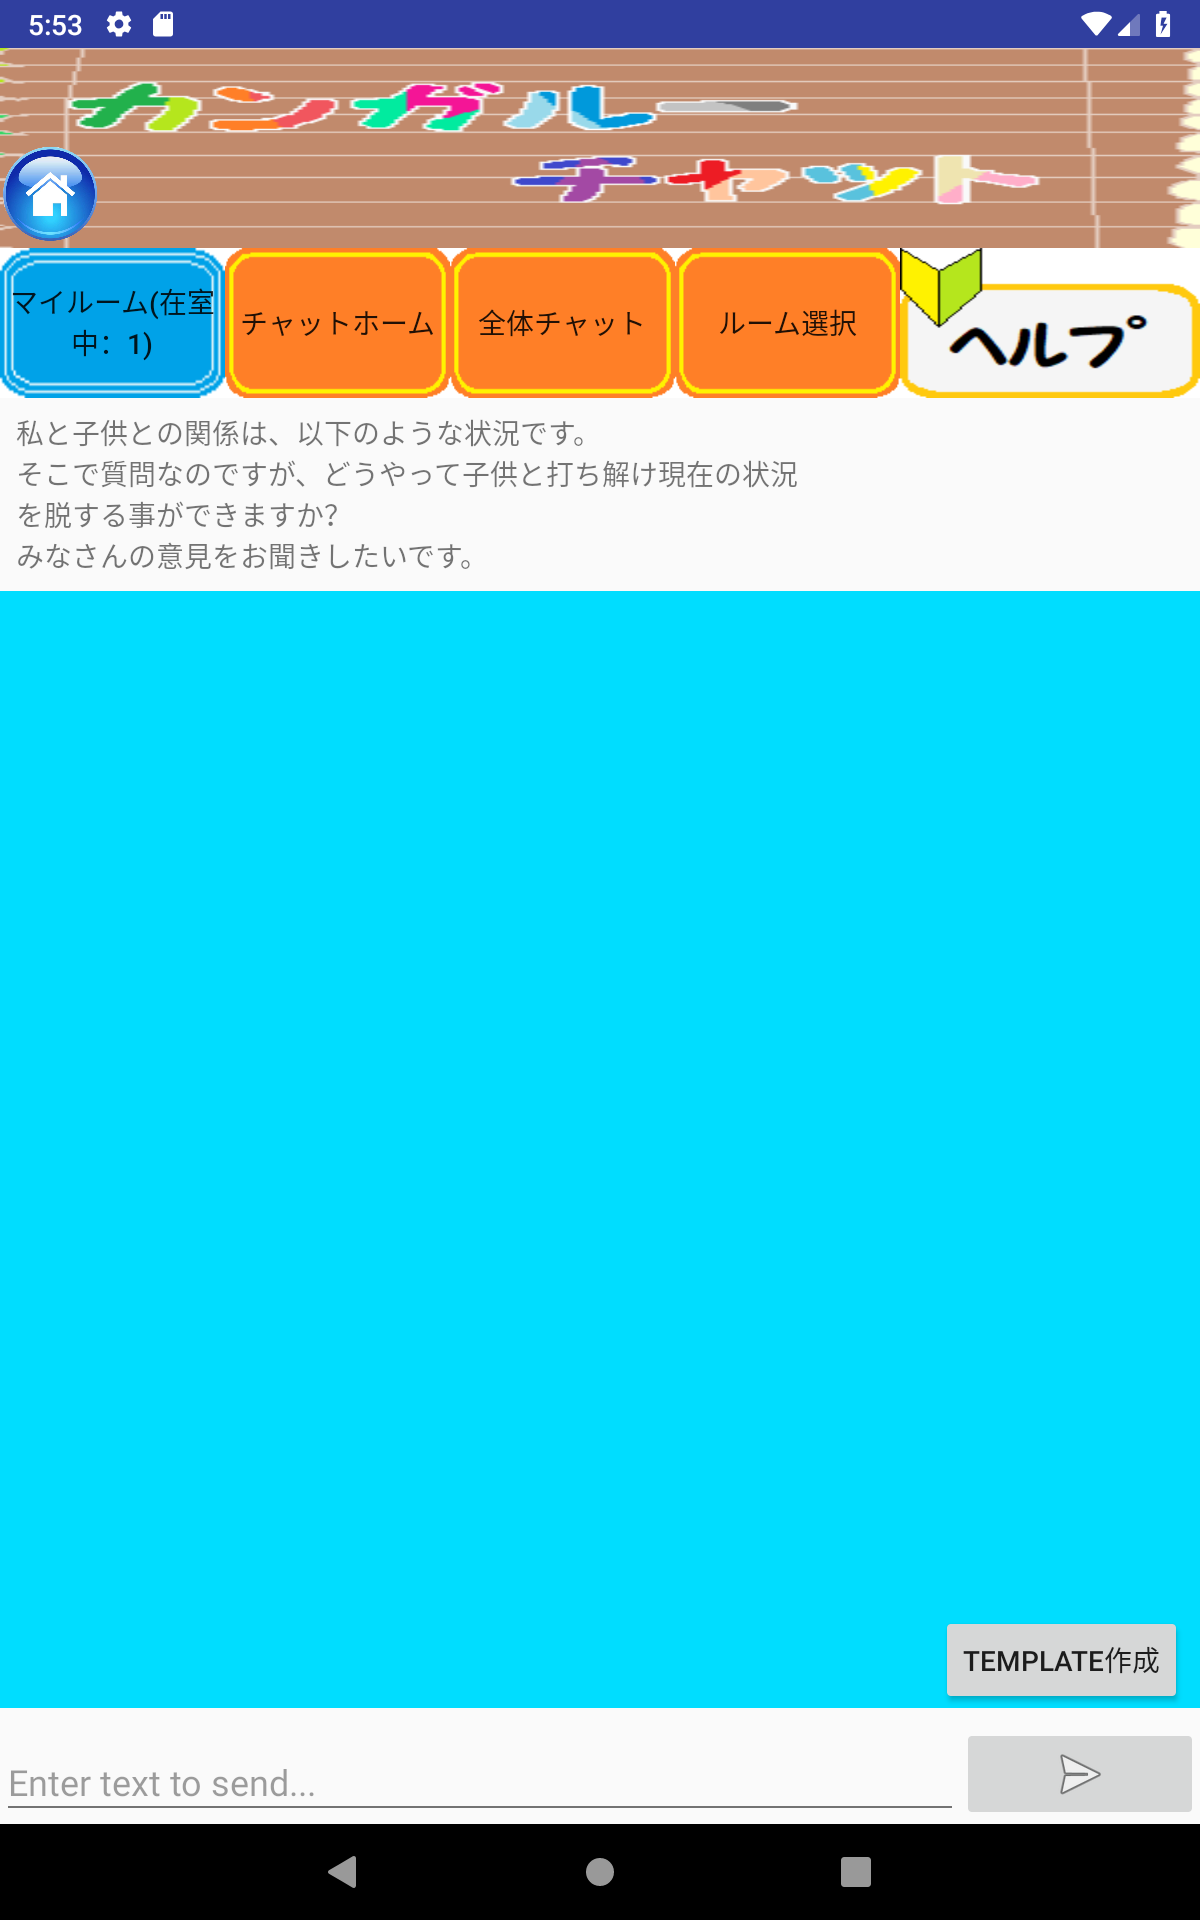 5:53
カンガルー
チャット
マイルーム(在室
中：1)
チャットホーム
全体チャット
ルーム選択
ヘルプ
私と子供との関係は、以下のような状況です。
そこで質問なのですが、どうやって子供と打ち解け現在の状況
を脱する事ができますか?
みなさんの意見をお聞きしたいです。
TEMPLATE作成
Enter text to send...